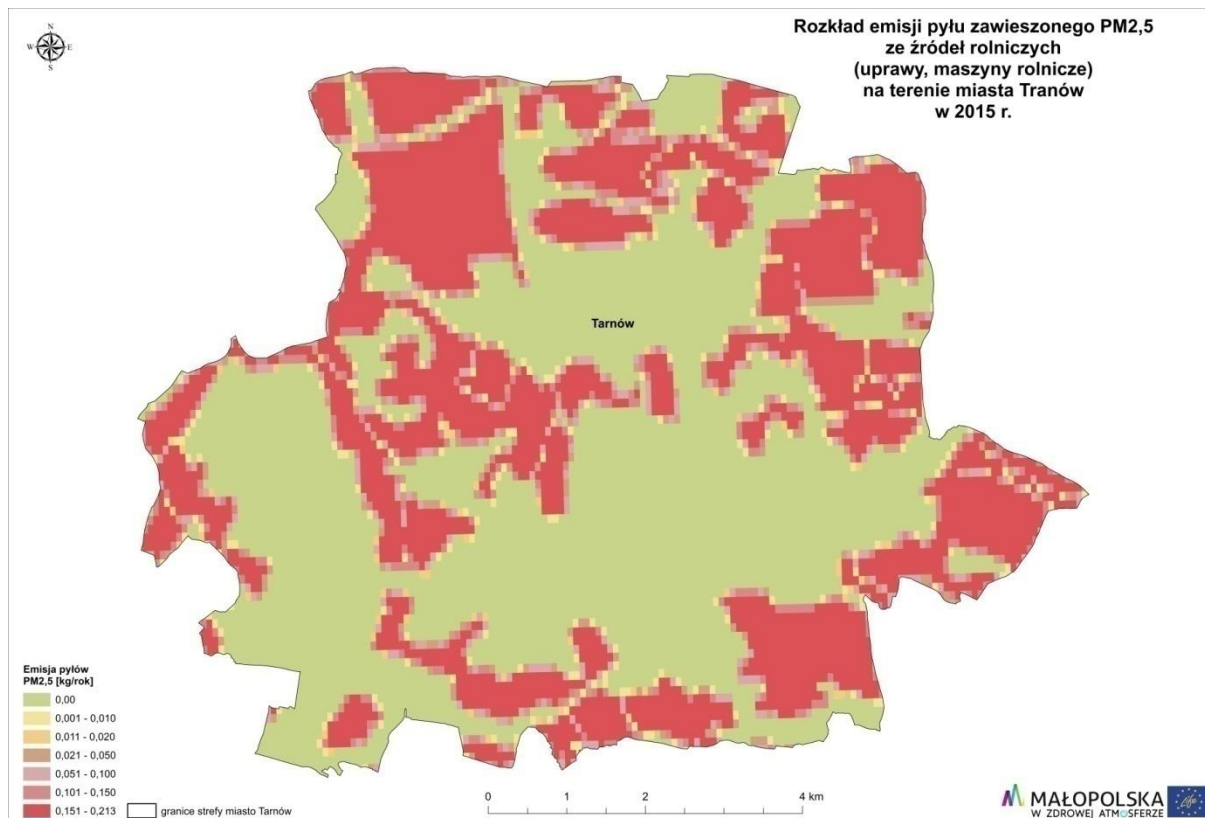 N
W E
S
Rozkład emisji pyłu zawieszonego PM2,5
ze źródeł rolniczych
(uprawy, maszyny rolnicze)
na terenie miasta Tranów
w 2015 r.
Tarnów
Emisja pyłów
PM2,5 [kg/rok]
0,00
0,001 - 0,010
0,011 - 0,020
0,021 - 0,050
0,051 - 0,100
0,101 - 0,150
0,151 - 0,213
granice strefy miasto Tarnów
0 1 2 4 km
MAŁOPOLSKA
W ZDROWEJ ATMOSFERZE
Life